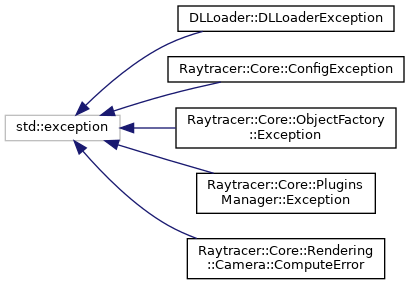 DLLoader::DLLoaderException
Raytracer::Core::ConfigException
std::exception
Raytracer::Core::ObjectFactory
::Exception
Raytracer::Core::Plugins
Manager::Exception
Raytracer::Core::Rendering
::Camera::ComputeError